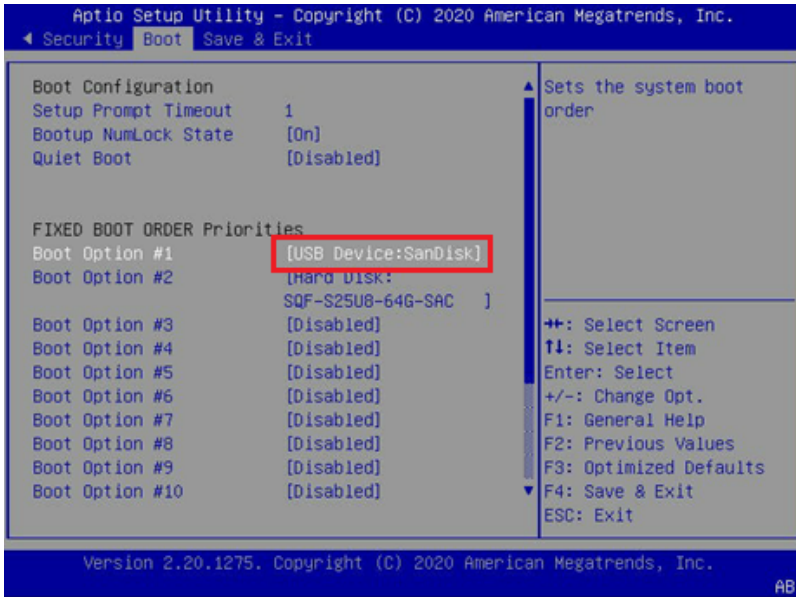 Aptio Setup Utility – Copyright (C) 2020 American Megatrends, Inc.
◄ Security Boot Save & Exit
Boot Configuration
Setup Prompt Timeout 1
Bootup NumLock State [On]
Quiet Boot [Disabled]
FIXED BOOT ORDER Priorities
Boot Option #1 [USB Device:SanDisk]
Boot Option #2 [Hard Disk:
SQF-S25U8-64G-SAC ]
Boot Option #3 [Disabled]
Boot Option #4 [Disabled]
Boot Option #5 [Disabled]
Boot Option #6 [Disabled]
Boot Option #7 [Disabled]
Boot Option #8 [Disabled]
Boot Option #9 [Disabled]
Boot Option #10 [Disabled]
Sets the system boot
order
→←: Select Screen
↑↓: Select Item
Enter: Select
+/-: Change Opt.
F1: General Help
F2: Previous Values
F3: Optimized Defaults
F4: Save & Exit
ESC: Exit
Version 2.20.1275. Copyright (C) 2020 American Megatrends, Inc.
AB